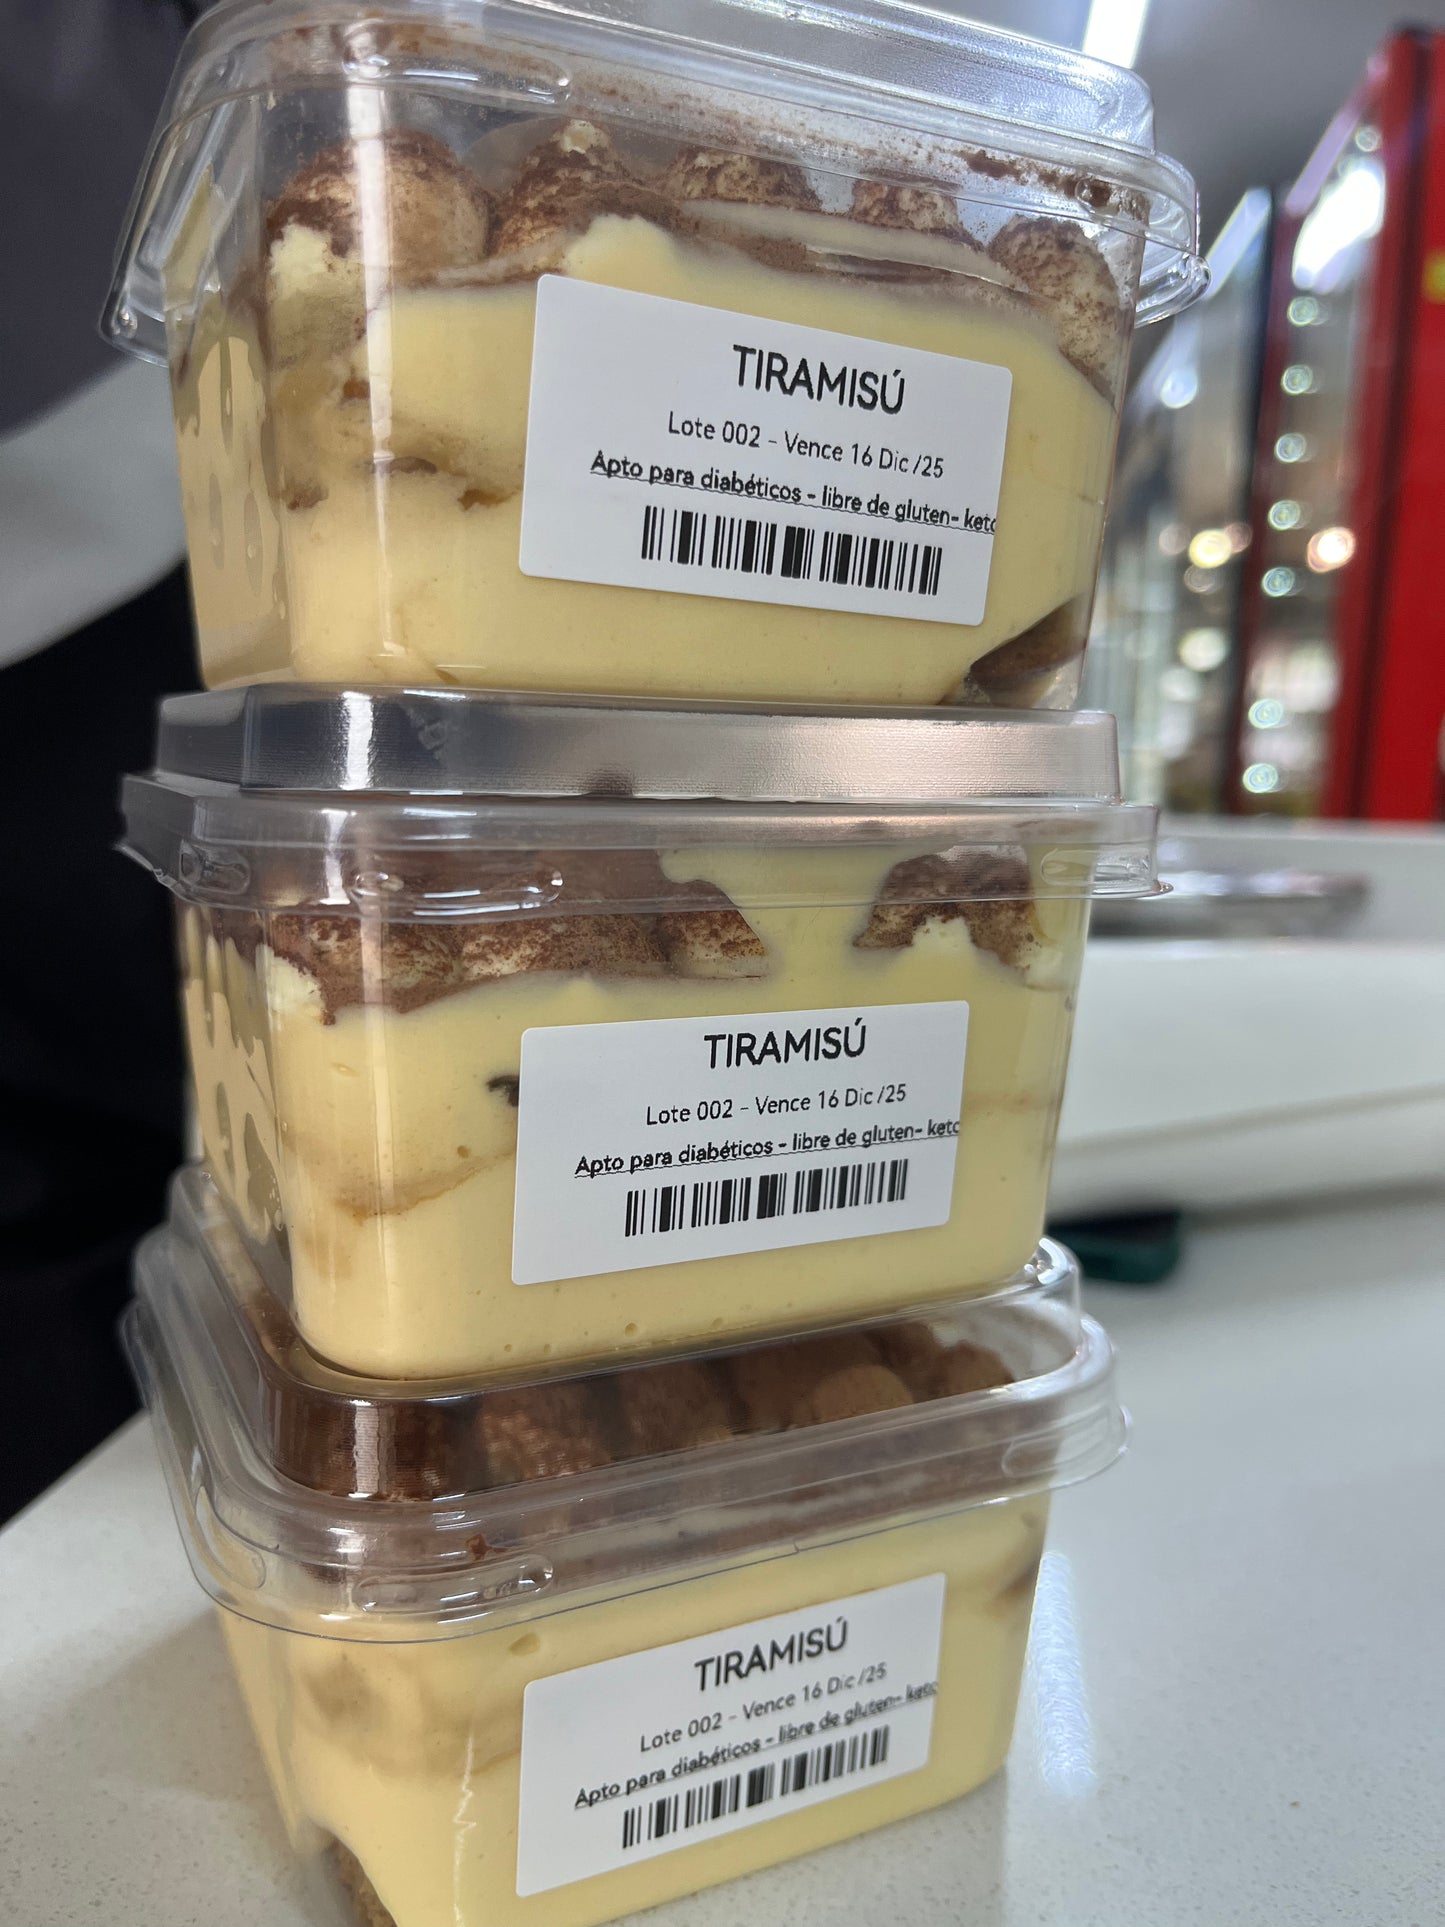 TIRAMISÚ
Lote 002 - Vence 16 Dic /25
Apto para diabéticos - libre de gluten- keto
TIRAMISÚ
Lote 002 - Vence 16 Dic /25
Apto para diabéticos - libre de gluten- keto
TIRAMISÚ
Lote 002 - Vence 16 Dic /25
Apto para diabéticos - libre de gluten- keto